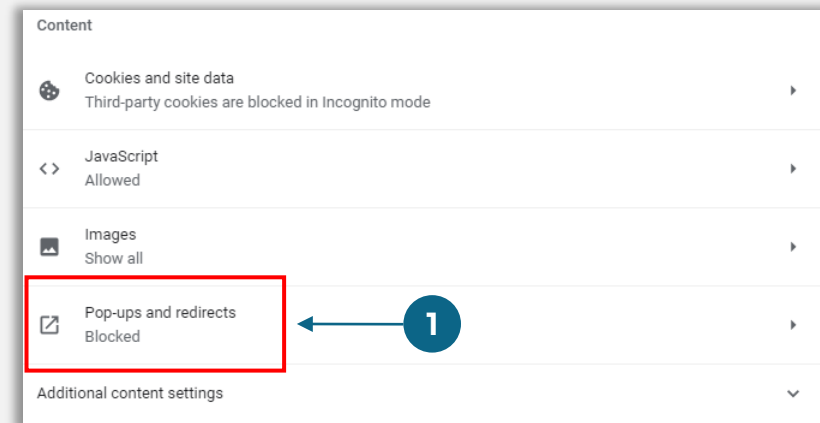 Content
Cookies and site data
Third-party cookies are blocked in Incognito mode
JavaScript
Allowed
Images
Show all
Pop-ups and redirects
Blocked
1
Additional content settings